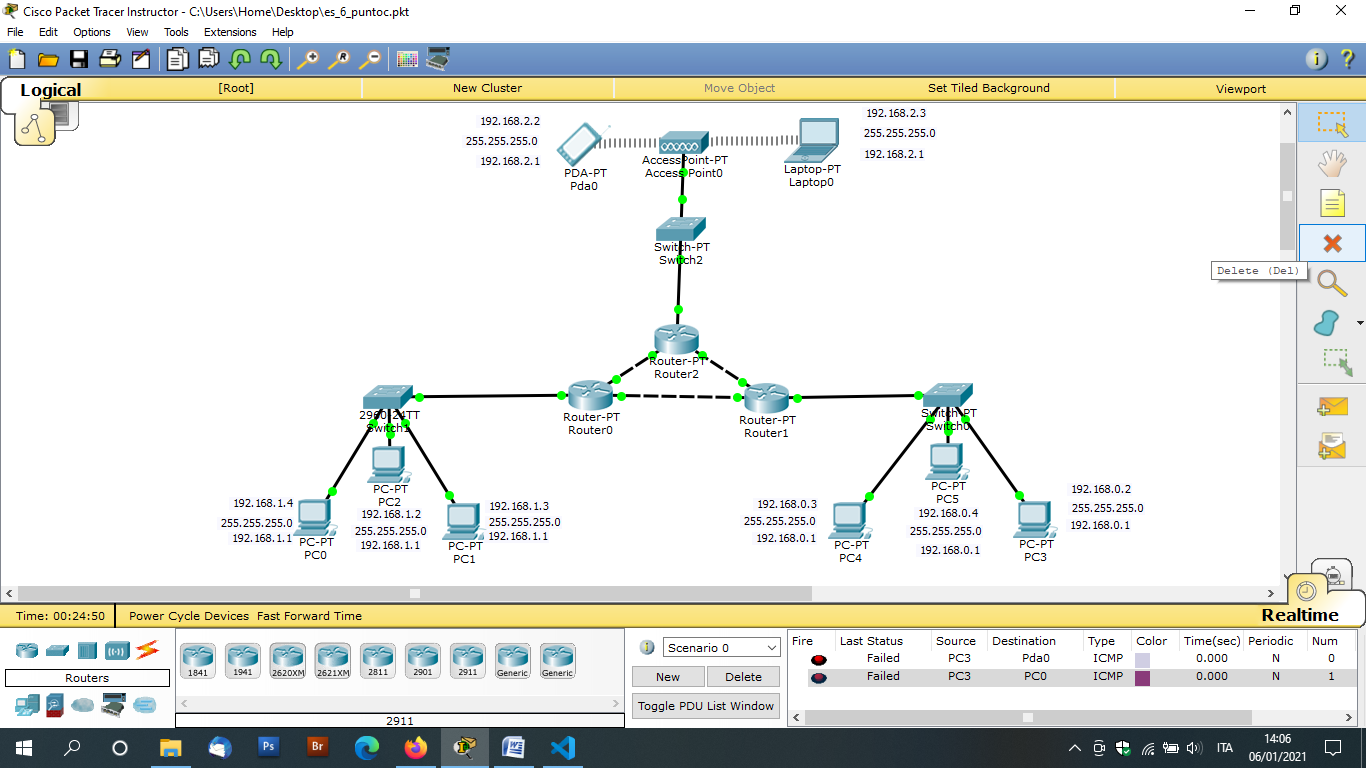 Cisco Packet Tracer Instructor - C:\Users\Home\Desktop\es_6_puntoc.pkt
File Edit Options View Tools Extensions Help
Logical [Root] New Cluster Move Object Set Tiled Background Viewport
192.168.2.2
255.255.255.0
192.168.2.1
PDA-PT
Pda0
AccessPoint-PT
Access Point0
192.168.2.3
255.255.255.0
192.168.2.1
Laptop-PT
Laptop0
Switch-PT
Switch2
Delete (Del)
Router-PT
Router2
2960-24TT
Switch1
Router-PT
Router0
Router-PT
Router1
Switch-PT
Switch0
192.168.1.4
255.255.255.0
192.168.1.1
PC-PT
PC0
PC-PT
PC2
192.168.1.2
255.255.255.0
192.168.1.1
192.168.1.3
255.255.255.0
192.168.1.1
PC-PT
PC1
192.168.0.3
255.255.255.0
192.168.0.1
PC-PT
PC4
PC-PT
PC5
192.168.0.4
255.255.255.0
192.168.0.1
192.168.0.2
255.255.255.0
192.168.0.1
PC-PT
PC3
Time: 00:24:50 Power Cycle Devices Fast Forward Time Realtime
Routers
1841 1941 2620XM 2621XM 2811 2901 2911 Generic Generic
2911
Scenario 0
New Delete
Toggle PDU List Window
Fire Last Status Source Destination Type Color Time(sec) Periodic Num
Failed PC3 Pda0 ICMP 0.000 N 0
Failed PC3 PC0 ICMP 0.000 N 1
Ps Br W ITA 14:06
06/01/2021